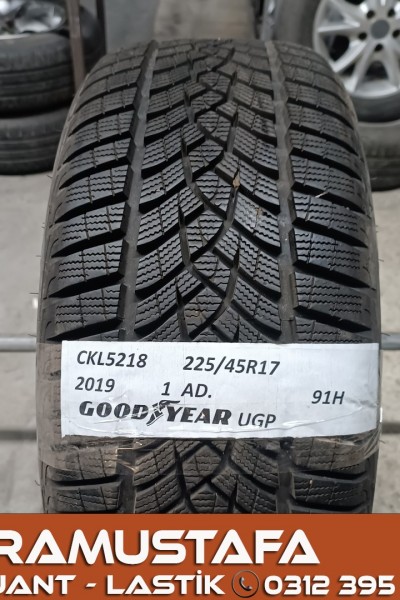 CKL5218 225/45R17
2019 1 AD. 91H
GOODYEAR UGP
RAMUSTAFA
JANT - LASTİK 0312 395